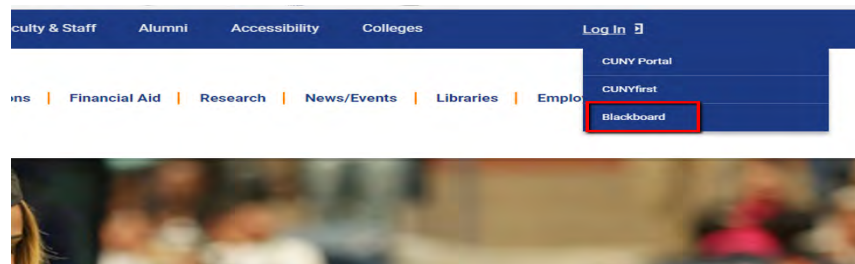 culty & Staff Alumni Accessibility Colleges Log In
CUNY Portal
ons | Financial Aid | Research | News/Events | Libraries | Emplo
CUNYfirst
Blackboard